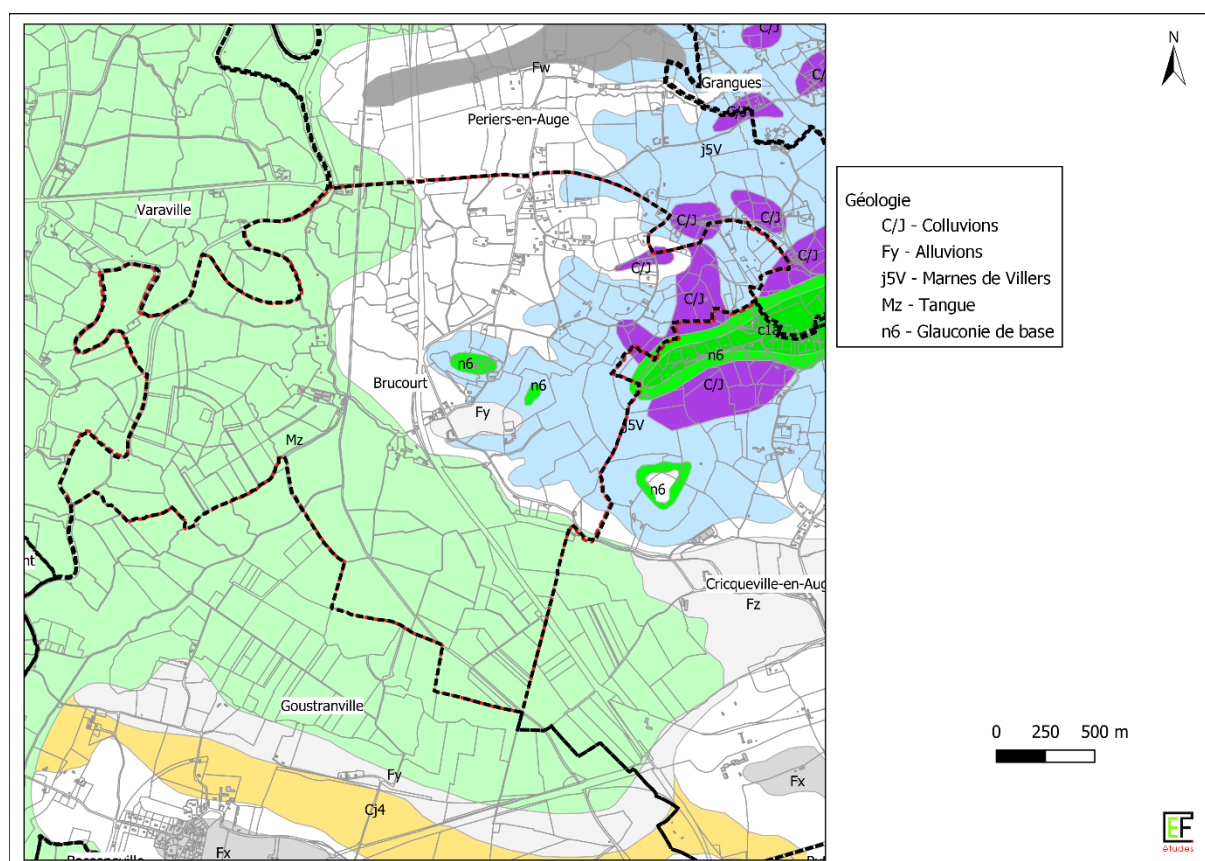 C/J
N
Fw
Grangues
C/
Periers-en-Auge
C/J
j5V
Géologie
C/J - Colluvions
Varaville
C/J
C/J
Fy - Alluvions
C/J
C/J
j5V - Marnes de Villers
C/J
Mz - Tangue
n6 - Glauconie de base
c1a
n6
n6
Brucourt
n6
C/J
Fy
j5V
Mz
n6
nt
Cricqueville-en-Aug
Fz
Goustranville
0 250 500 m
Fy
Fx
Cj4
Fx
EF
études